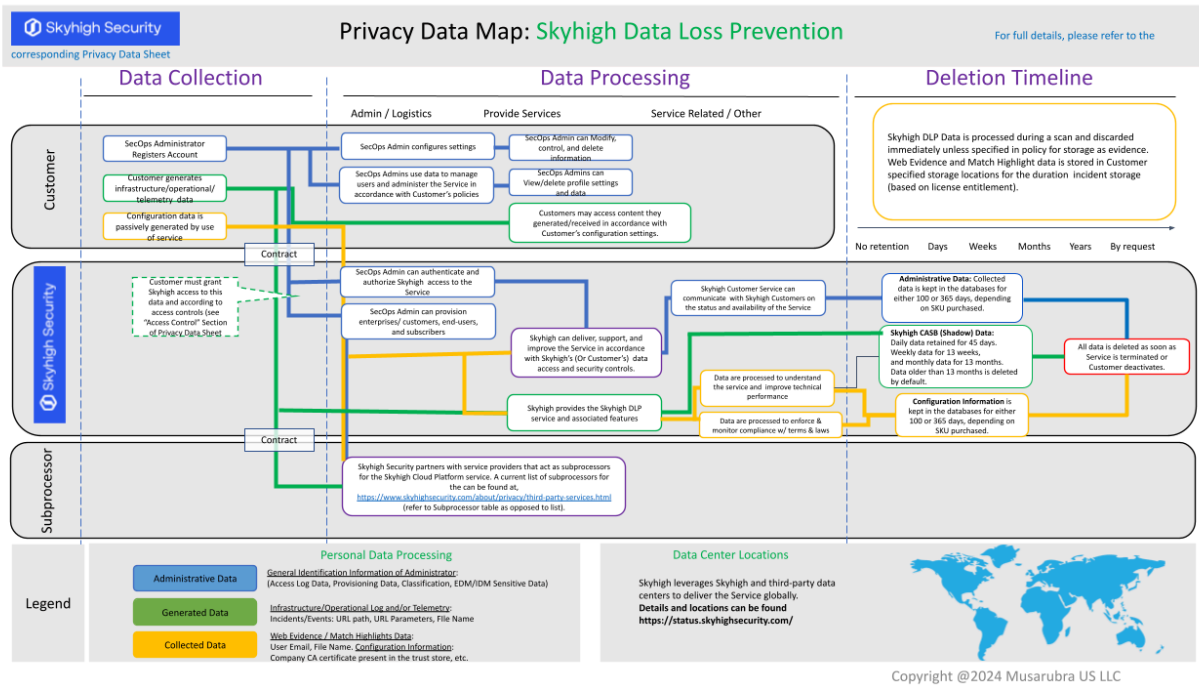 Skyhigh Security
corresponding Privacy Data Sheet
Privacy Data Map: Skyhigh Data Loss Prevention
For full details, please refer to the
Data Collection
Data Processing
Deletion Timeline
Admin / Logistics
Provide Services
Service Related / Other
Customer
SecOps Administrator
Registers Account
Customer generates
infrastructure/operational/
telemetry data
Configuration data is
passively generated by use
of service
SecOps Admin configures settings
SecOps Admin use data to manage
users and administer the Service in
accordance with Customer's policies
SecOps Admin can Modify,
control, and delete
information
SecOps Admin can
View/delete profile settings
and data
Customers may access content they
generated/received in accordance with
Customer's configuration settings.
Skyhigh DLP Data is processed during a scan and discarded
immediately unless specified in policy for storage as evidence.
Web Evidence and Match Highlight data is stored in Customer
specified storage locations for the duration incident storage
(based on license entitlement).
No retention
Days
Weeks
Months
Years
By request
Contract
Skyhigh Security
Customer must grant
Skyhigh access to this
data and according to
access controls (see
"Access Control" Section
of Privacy Data Sheet
SecOps Admin can authenticate and
authorize Skyhigh access to the
Service
SecOps Admin can provision
enterprises/ customers, end-users,
and subscribers
Skyhigh can deliver, support, and
improve the Service in accordance
with Skyhigh's (Or Customer's) data
access and security controls.
Skyhigh provides the Skyhigh DLP
service and associated features
Skyhigh Customer Service can
communicate with Skyhigh Customers on
the status and availability of the Service
Data are processed to understand
the service and improve technical
performance
Data are processed to enforce &
monitor compliance w/ terms & laws
Administrative Data: Collected
data is kept in the databases for
either 100 or 365 days, depending
on SKU purchased.
Skyhigh CASB (Shadow) Data:
Daily data retained for 45 days.
Weekly data for 13 weeks,
and monthly data for 13 months.
Data older than 13 months is deleted
by default.
Configuration Information is
kept in the databases for either
100 or 365 days, depending on
SKU purchased.
All data is deleted as soon as
Service is terminated or
Customer deactivates.
Contract
Subprocessor
Skyhigh Security partners with service providers that act as subprocessors
for the Skyhigh Cloud Platform service. A current list of subprocessors for
the can be found at,
https://www.skyhighsecurity.com/about/privacy/third-party-services.html
(refer to Subprocessor table as opposed to list).
Legend
Personal Data Processing
Administrative Data
General Identification Information of Administrator:
(Access Log Data, Provisioning Data, Classification, EDM/IDM Sensitive Data)
Generated Data
Infrastructure/Operational Log and/or Telemetry:
Incidents/Events: URL path, URL Parameters, File Name
Collected Data
Web Evidence / Match Highlights Data:
User Email, File Name. Configuration Information:
Company CA certificate present in the trust store, etc.
Data Center Locations
Skyhigh leverages Skyhigh and third-party data
centers to deliver the Service globally.
Details and locations can be found
https://status.skyhighsecurity.com/
Copyright @2024 Musarubra US LLC